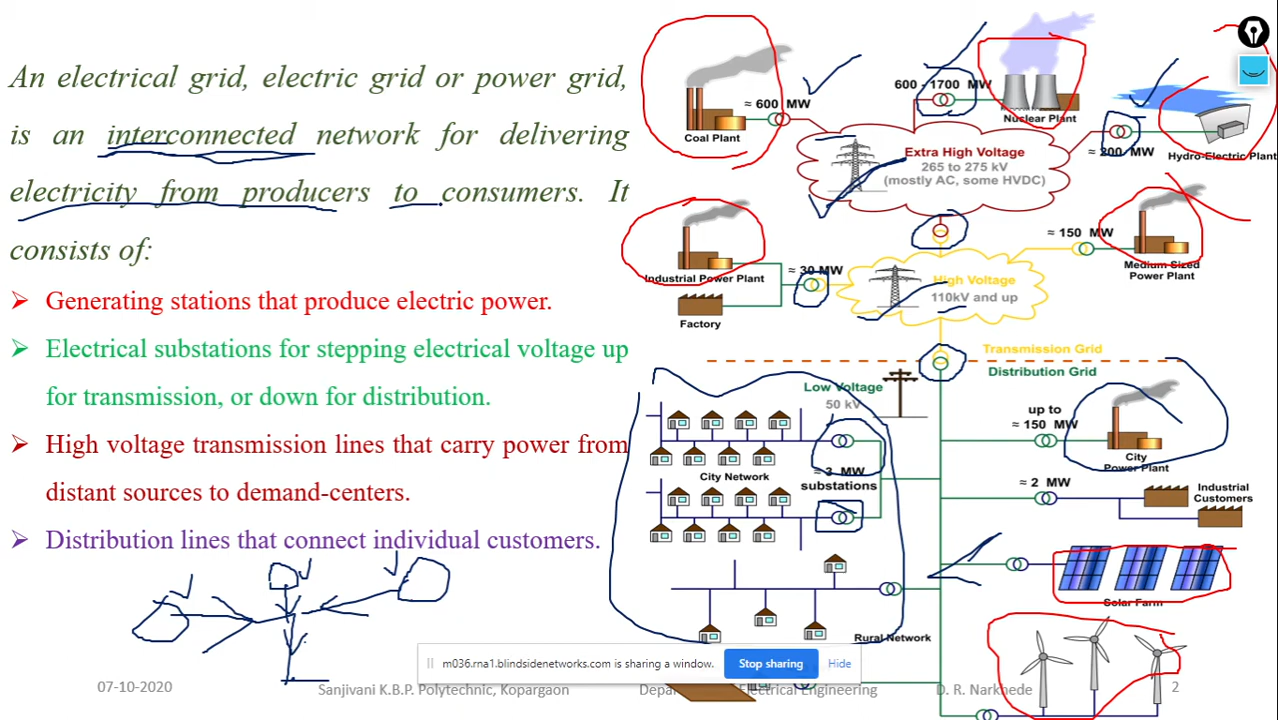 An electrical grid, electric grid or power grid,
is an interconnected network for delivering
electricity from producers to consumers. It
consists of:
Generating stations that produce electric power.
Electrical substations for stepping electrical voltage up
for transmission, or down for distribution.
High voltage transmission lines that carry power from
distant sources to demand-centers.
Distribution lines that connect individual customers.
≈ 600 MW
Coal Plant
600 - 1700 MW
Nuclear Plant
≈ 200 MW
Hydro-Electric Plant
Extra High Voltage
265 to 275 kV
(mostly AC, some HVDC)
Industrial Power Plant
≈ 30 MW
Factory
≈ 150 MW
Medium Sized
Power Plant
High Voltage
110kV and up
Transmission Grid
Distribution Grid
Low Voltage
50 kV
City Network
≈ 3 MW
substations
Rural Network
up to
≈ 150 MW
City
Power Plant
≈ 2 MW
Industrial
Customers
Solar Farm
m036.rna1.blindsidenetworks.com is sharing a window.
Stop sharing
Hide
07-10-2020
Sanjivani K.B.P. Polytechnic, Kopargaon
Electrical Engineering
D. R. Narkhede
2